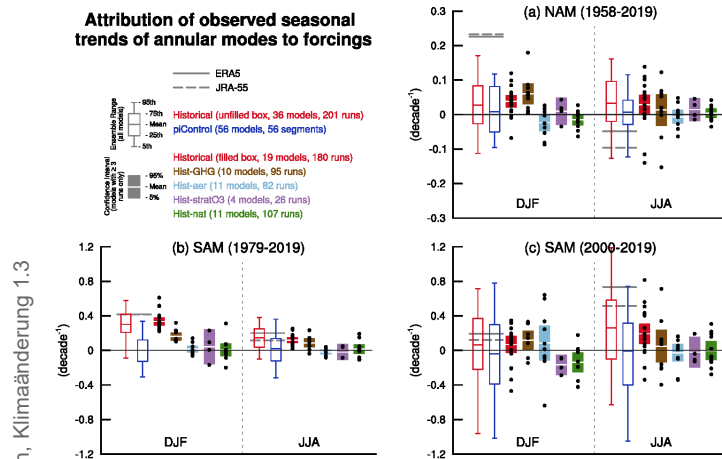 Attribution of observed seasonal
trends of annular modes to forcings
ERA5
JRA-55
Ensemble Range
(all models)
95th
75th
Mean
25th
5th
Historical (unfilled box, 36 models, 201 runs)
piControl (56 models, 56 segments)
Confidence Interval
(models with ≥ 3
runs only)
95%
Mean
5%
Historical (filled box, 19 models, 180 runs)
Hist-GHG (10 models, 95 runs)
Hist-aer (11 models, 82 runs)
Hist-stratO3 (4 models, 26 runs)
Hist-nat (11 models, 107 runs)
(a) NAM (1958-2019)
(decade⁻¹)
0.3
0.2
0.1
0
-0.1
-0.2
-0.3
DJF
JJA
(b) SAM (1979-2019)
(decade⁻¹)
1.2
0.8
0.4
0
-0.4
-0.8
-1.2
DJF
JJA
(c) SAM (2000-2019)
(decade⁻¹)
1.2
0.8
0.4
0
-0.4
-0.8
-1.2
DJF
JJA
, Klimaänderung 1.3